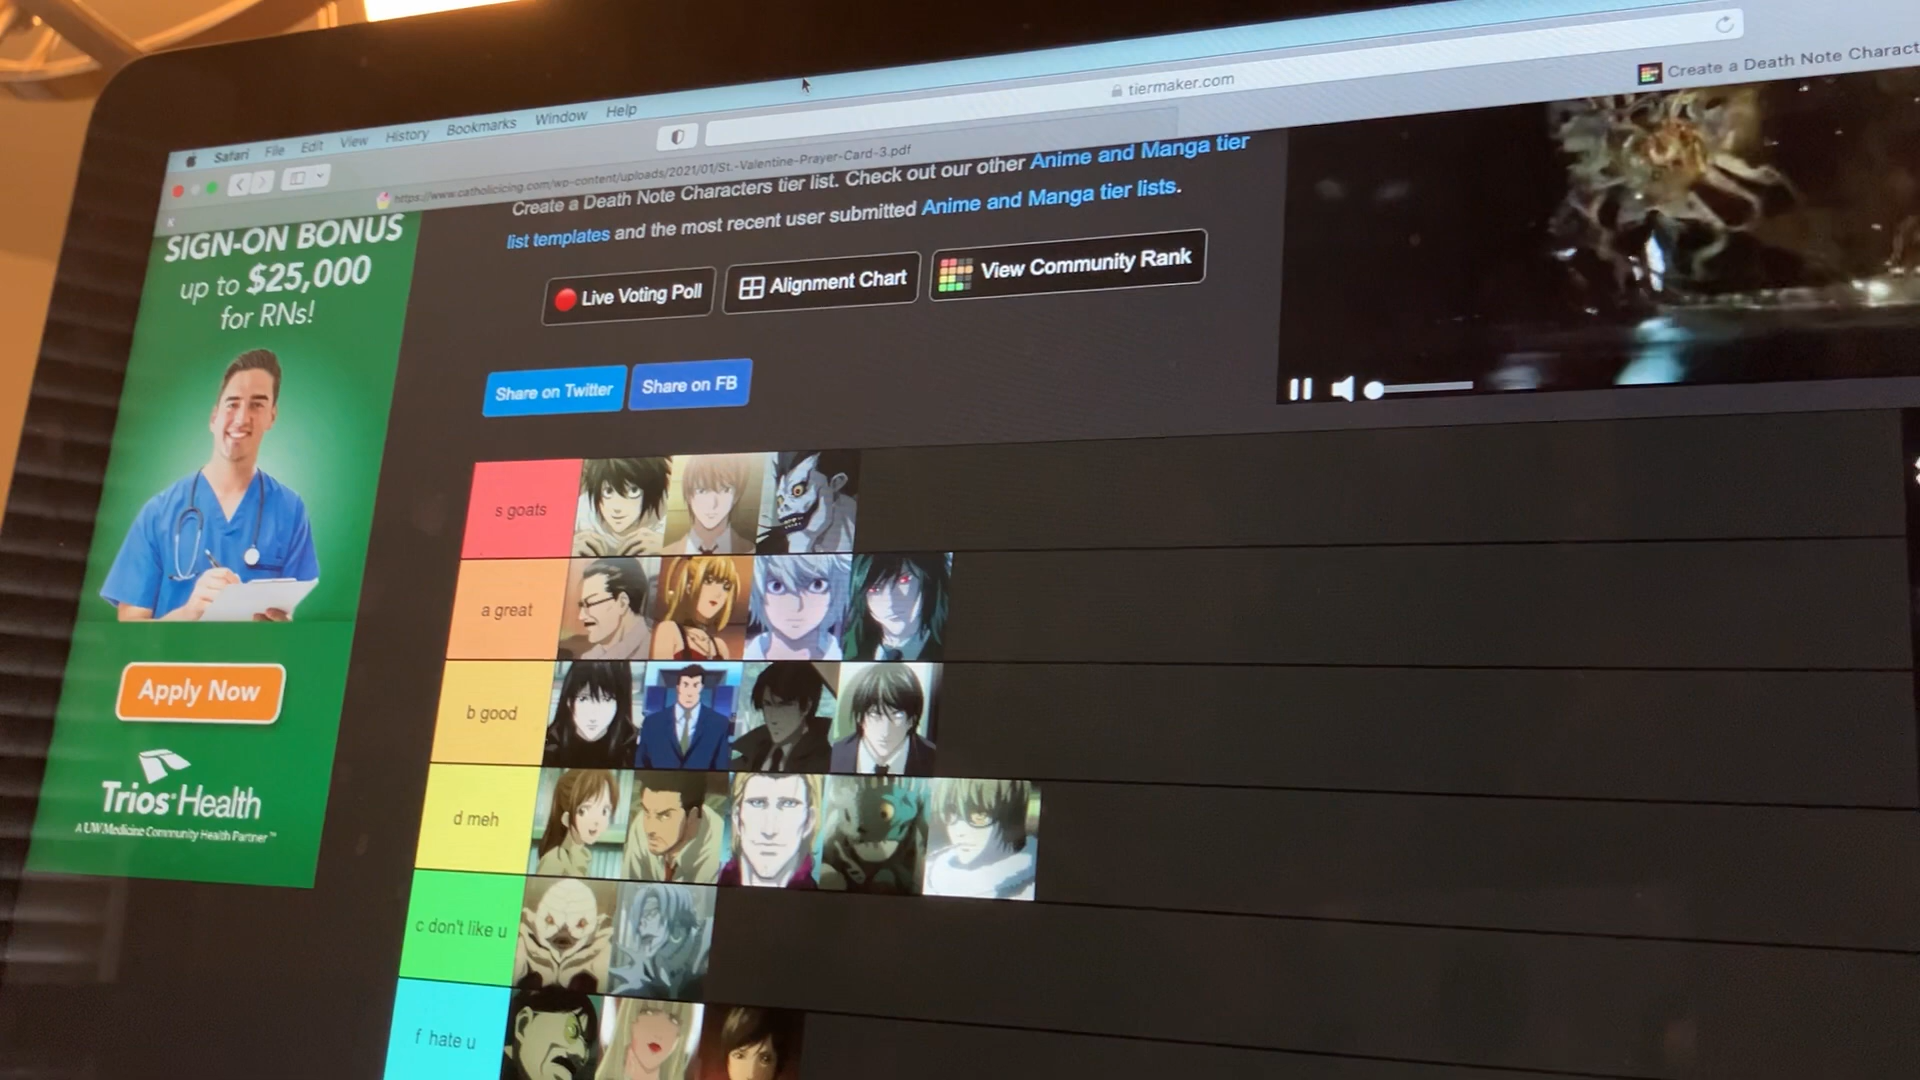 Safari File Edit View History Bookmarks Window Help
tiermaker.com
https://www.catholicicing.com/wp-content/uploads/2021/01/St.-Valentine-Prayer-Card-3.pdf
Create a Death Note Charact
Create a Death Note Characters tier list. Check out our other Anime and Manga tier
list templates and the most recent user submitted Anime and Manga tier lists.
Live Voting Poll
Alignment Chart
View Community Rank
Share on Twitter
Share on FB
SIGN-ON BONUS
up to $25,000
for RNs!
Apply Now
Trios Health
A UW Medicine Community Health Partner™
s goats
a great
b good
d meh
c don't like u
f hate u